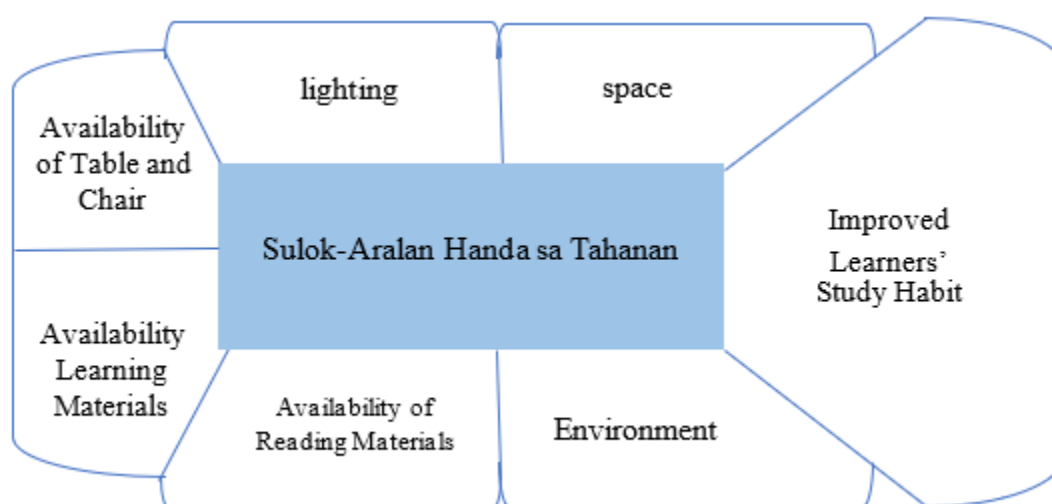 lighting
space
Availability
of Table and
Chair
Sulok-Aralan Handa sa Tahanan
Improved
Learners’
Study Habit
Availability
Learning
Materials
Availability of
Reading Materials
Environment